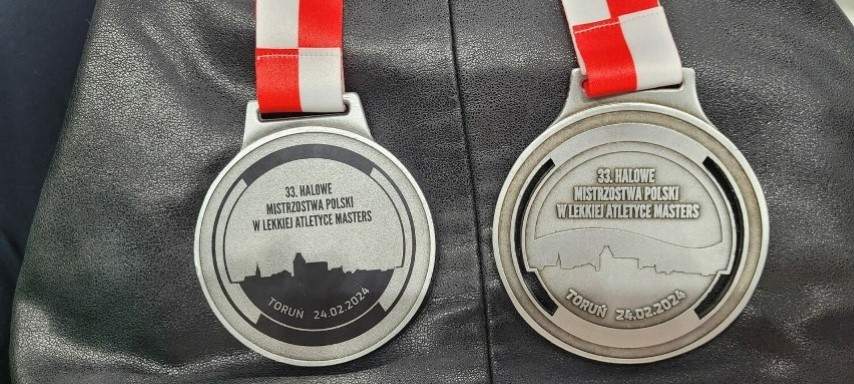 33. HALOWE
MISTRZOSTWA POLSKI
W LEKKIEJ ATLETYCE MASTERS
TORUŃ 24.02.2024
33. HALOWE
MISTRZOSTWA POLSKI
W LEKKIEJ ATLETYCE MASTERS
TORUŃ 24.02.2024